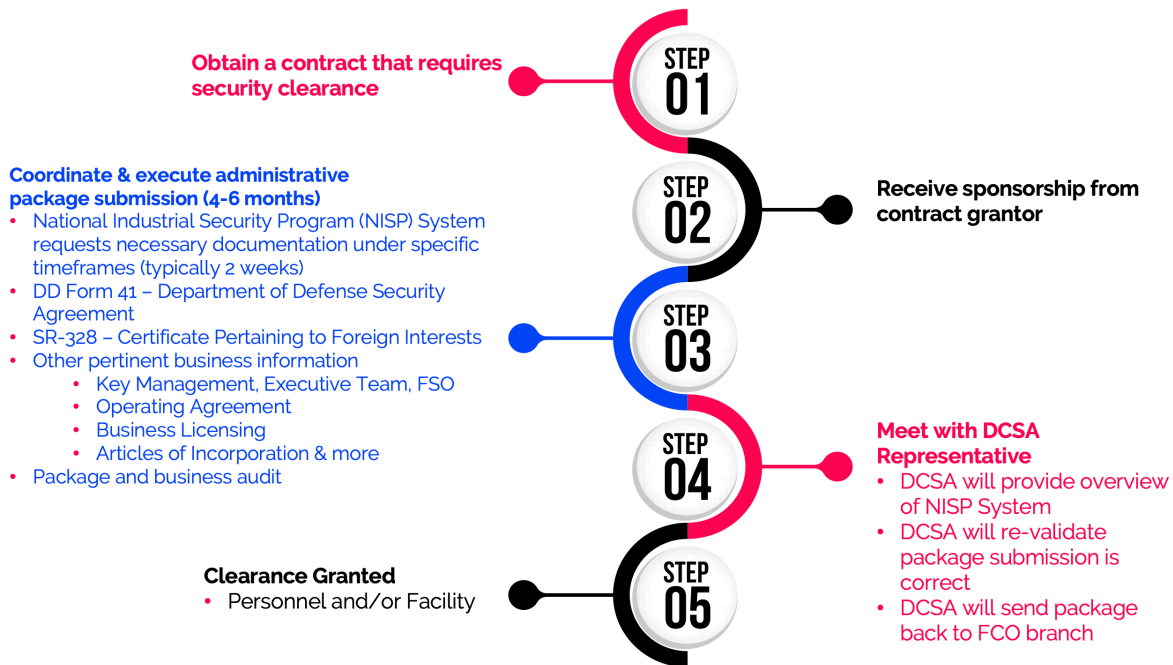 STEP
01
Obtain a contract that requires
security clearance
STEP
02
Receive sponsorship from
contract grantor
STEP
03
Coordinate & execute administrative
package submission (4-6 months)
• National Industrial Security Program (NISP) System
requests necessary documentation under specific
timeframes (typically 2 weeks)
• DD Form 41 – Department of Defense Security
Agreement
• SR-328 – Certificate Pertaining to Foreign Interests
• Other pertinent business information
• Key Management, Executive Team, FSO
• Operating Agreement
• Business Licensing
• Articles of Incorporation & more
• Package and business audit
STEP
04
Meet with DCSA
Representative
• DCSA will provide overview
of NISP System
• DCSA will re-validate
package submission is
correct
• DCSA will send package
back to FCO branch
STEP
05
Clearance Granted
• Personnel and/or Facility